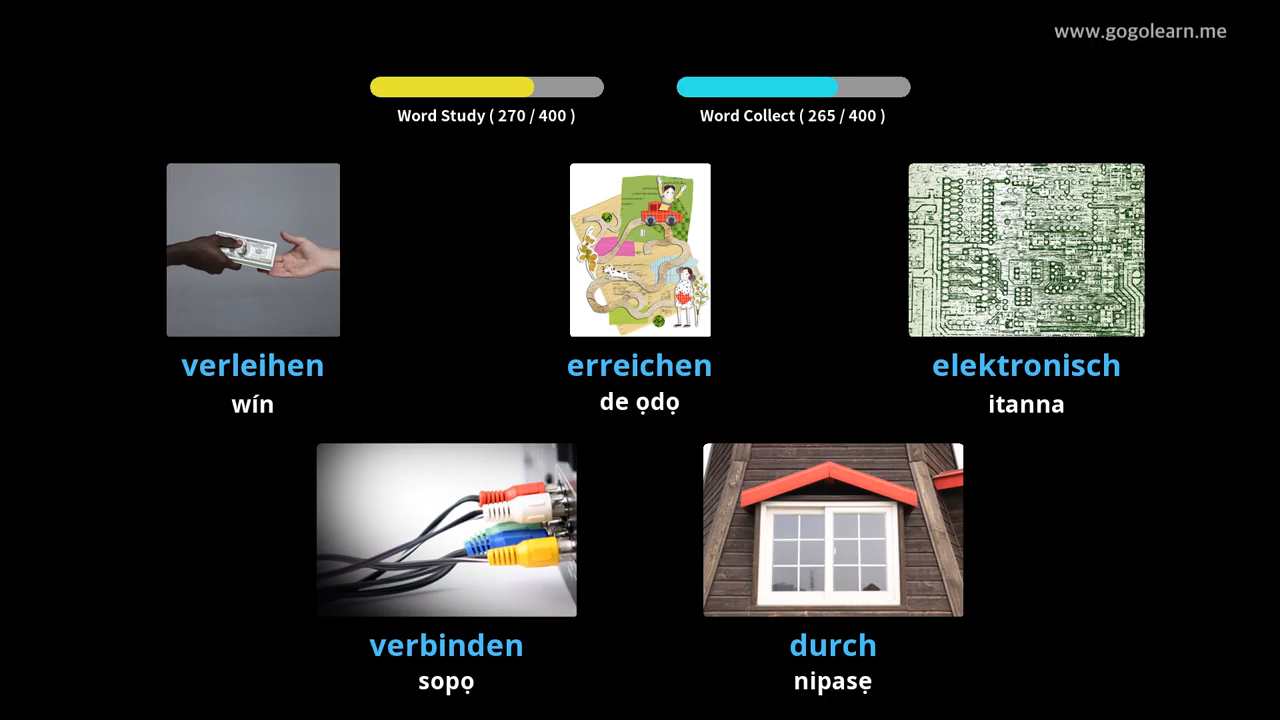 www.gogolearn.me
Word Study ( 270 / 400 )
Word Collect ( 265 / 400 )
verleihen
wín
erreichen
de ọdọ
elektronisch
itanna
verbinden
sopọ
durch
nipasẹ